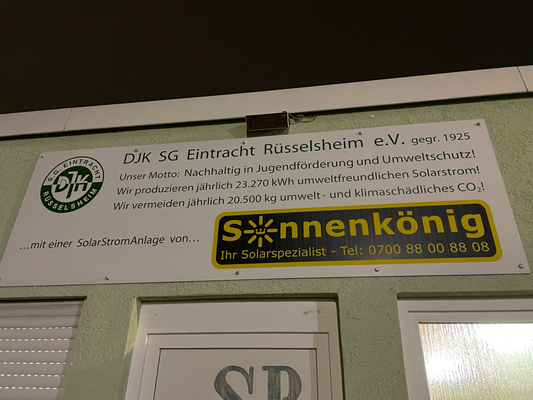 DJK SG Eintracht Rüsselsheim e.V. gegr. 1925
Unser Motto: Nachhaltig in Jugendförderung und Umweltschutz!
Wir produzieren jährlich 23.270 kWh umweltfreundlichen Solarstrom!
Wir vermeiden jährlich 20.500 kg umwelt- und klimaschädliches CO₂!
S.G. EINTRACHT
DJK
RÜSSELSHEIM
...mit einer SolarStromAnlage von...
Sonnenkönig
Ihr Solarspezialist - Tel: 0700 88 00 88 08